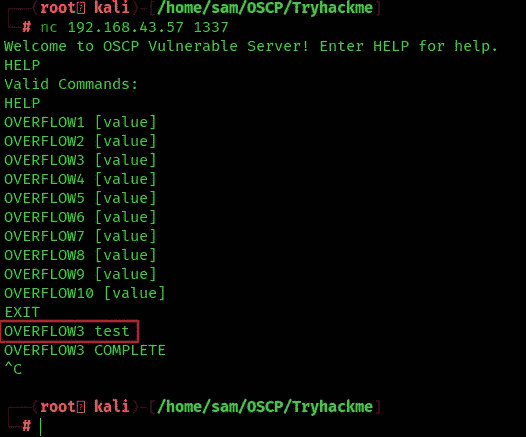 (root kali)-[/home/sam/OSCP/Tryhackme]
# nc 192.168.43.57 1337
Welcome to OSCP Vulnerable Server! Enter HELP for help.
HELP
Valid Commands:
HELP
OVERFLOW1 [value]
OVERFLOW2 [value]
OVERFLOW3 [value]
OVERFLOW4 [value]
OVERFLOW5 [value]
OVERFLOW6 [value]
OVERFLOW7 [value]
OVERFLOW8 [value]
OVERFLOW9 [value]
OVERFLOW10 [value]
EXIT
OVERFLOW3 test
OVERFLOW3 COMPLETE
^C
(root kali)-[/home/sam/OSCP/Tryhackme]
#